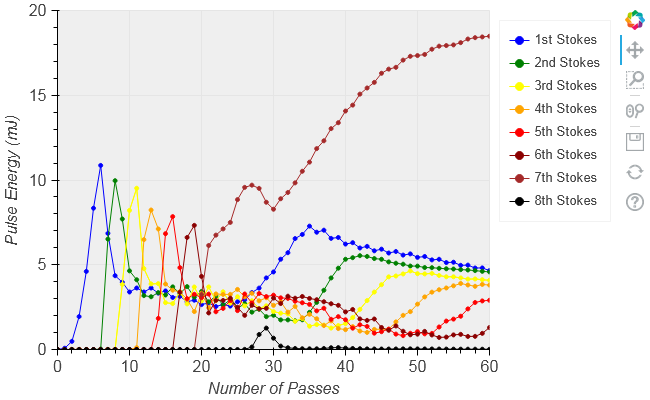 20
15
10
5
0
0
10
20
30
40
50
60
Pulse Energy (mJ)
Number of Passes
1st Stokes
2nd Stokes
3rd Stokes
4th Stokes
5th Stokes
6th Stokes
7th Stokes
8th Stokes